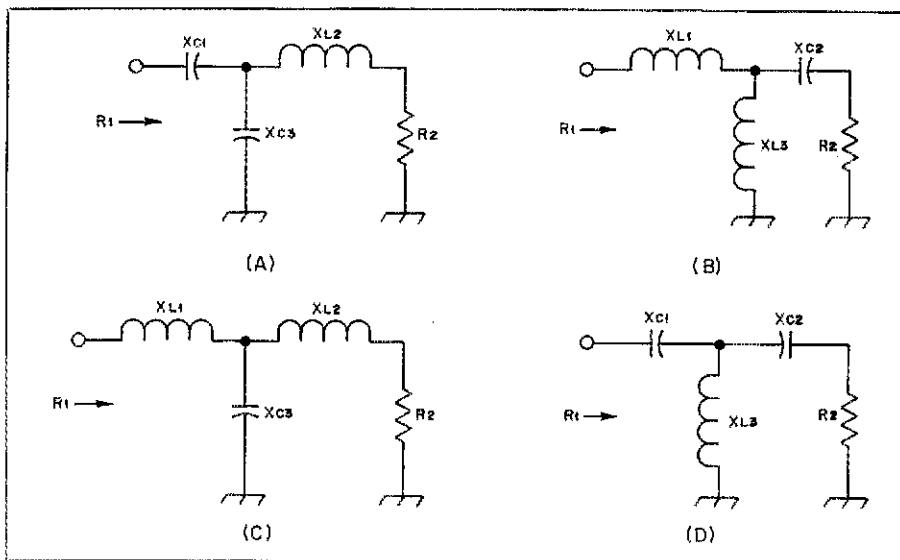 XC1
XL2
R1
XC3
R2
(A)
XL1
XC2
R1
XL3
R2
(B)
XL1
XL2
R1
XC3
R2
(C)
XC1
XC2
R1
XL3
R2
(D)